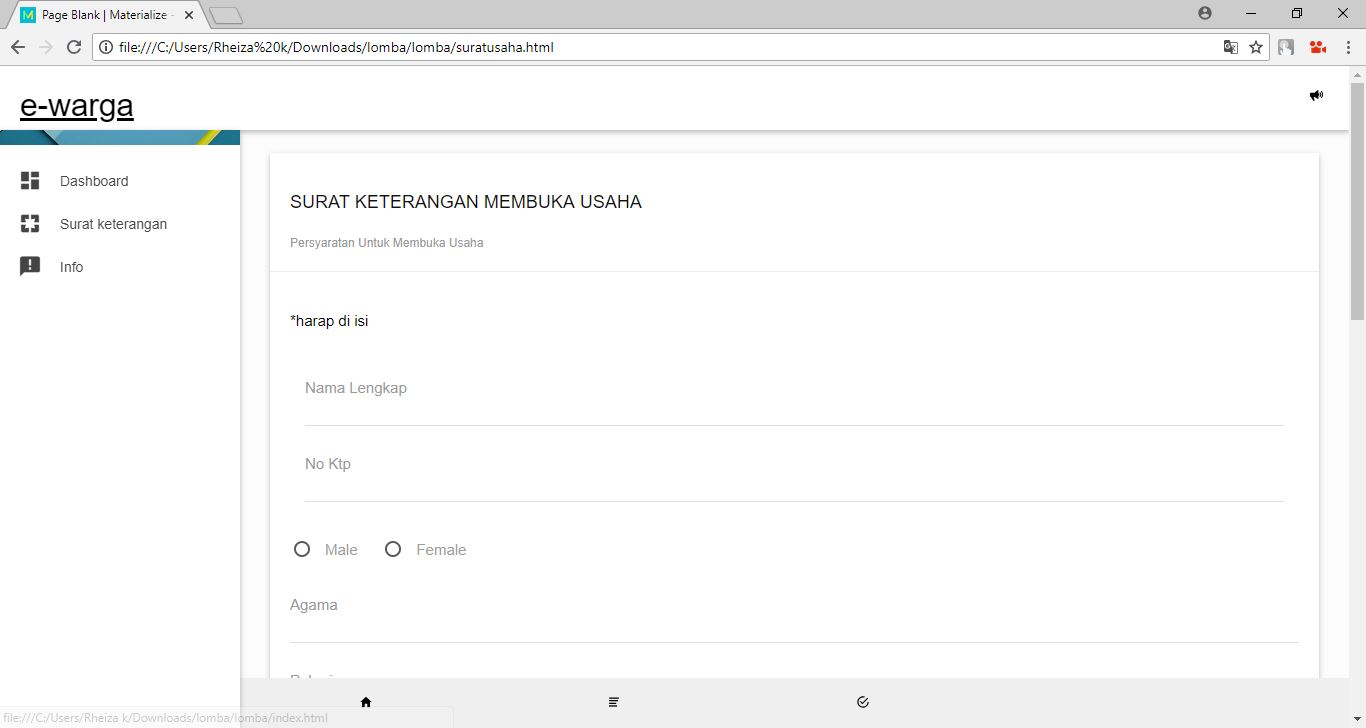 Page Blank | Materialize -
file:///C:/Users/Rheiza%20k/Downloads/lomba/lomba/suratusaha.html
e-warga
Dashboard
Surat keterangan
Info
SURAT KETERANGAN MEMBUKA USAHA
Persyaratan Untuk Membuka Usaha
*harap di isi
Nama Lengkap
No Ktp
Male Female
Agama
file:///C:/Users/Rheiza k/Downloads/lomba/lomba/index.html